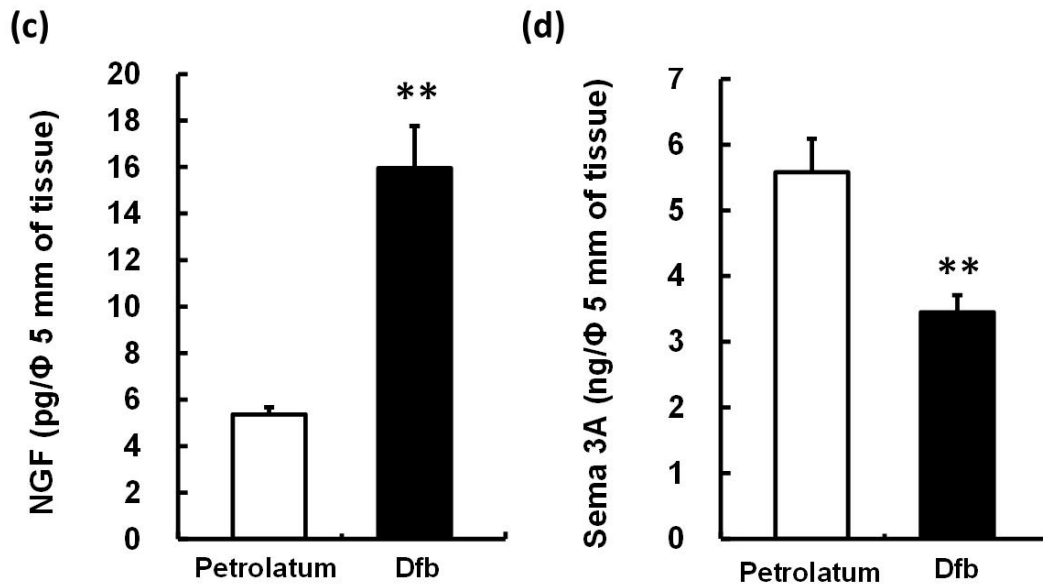 (c)
NGF (pg/Φ 5 mm of tissue)
20
18
16
14
12
10
8
6
4
2
0
**
Petrolatum
Dfb
(d)
Sema 3A (ng/Φ 5 mm of tissue)
7
6
5
4
3
2
1
0
**
Petrolatum
Dfb